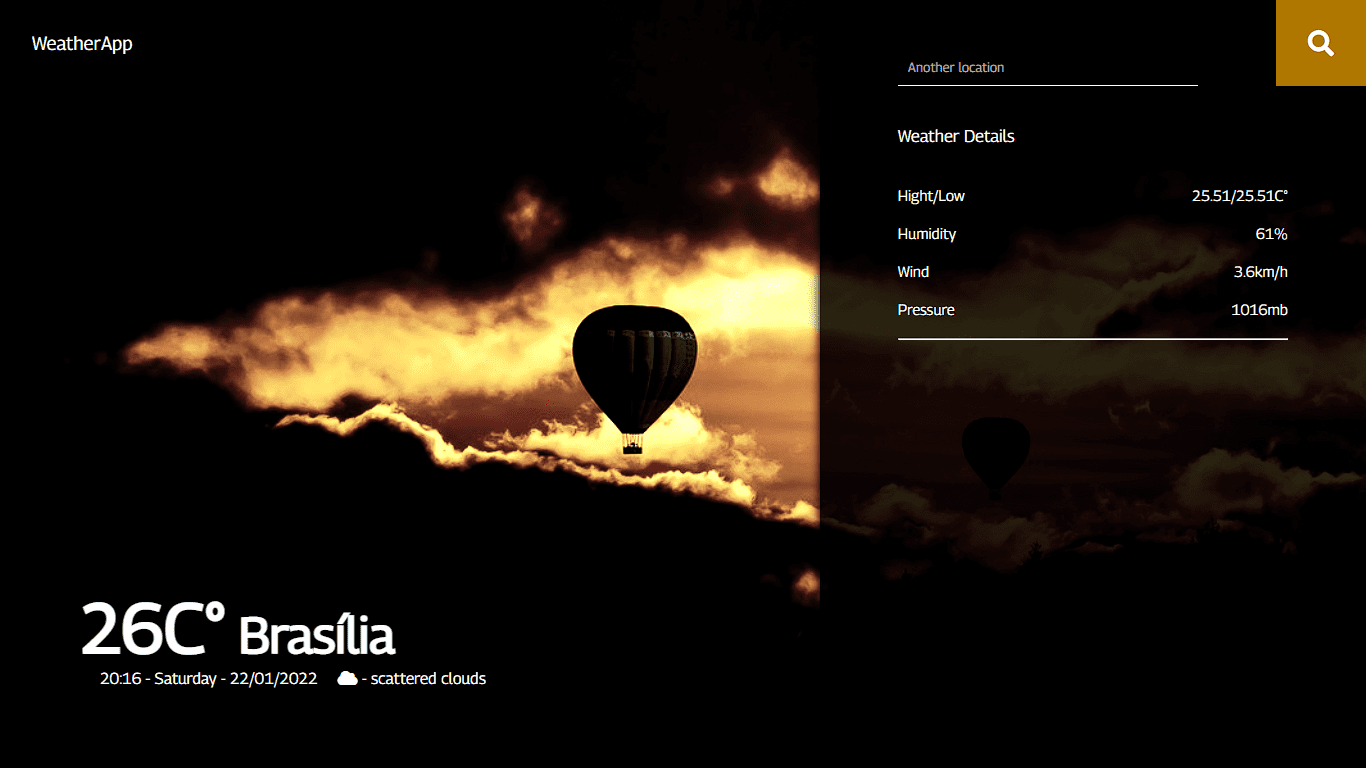 WeatherApp
Another location
Weather Details
Hight/Low 25.51/25.51C°
Humidity 61%
Wind 3.6km/h
Pressure 1016mb
26C° Brasília
20:16 - Saturday - 22/01/2022 - scattered clouds